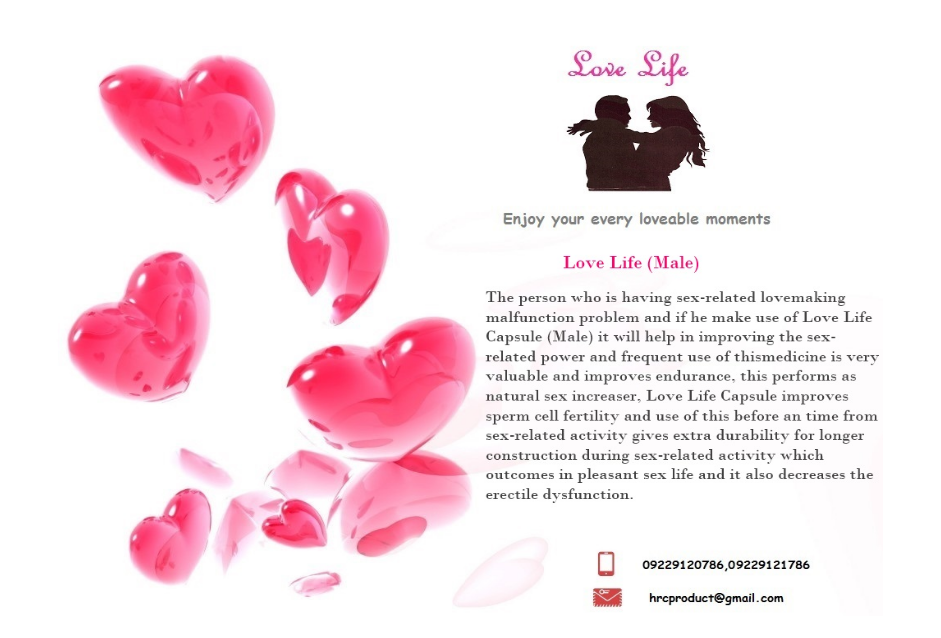 Love Life
Enjoy your every loveable moments
Love Life (Male)
The person who is having sex-related lovemaking
malfunction problem and if he make use of Love Life
Capsule (Male) it will help in improving the sex-
related power and frequent use of thismedicine is very
valuable and improves endurance, this performs as
natural sex increaser, Love Life Capsule improves
sperm cell fertility and use of this before an time from
sex-related activity gives extra durability for longer
construction during sex-related activity which
outcomes in pleasant sex life and it also decreases the
erectile dysfunction.
09229120786,09229121786
hrcproduct@gmail.com